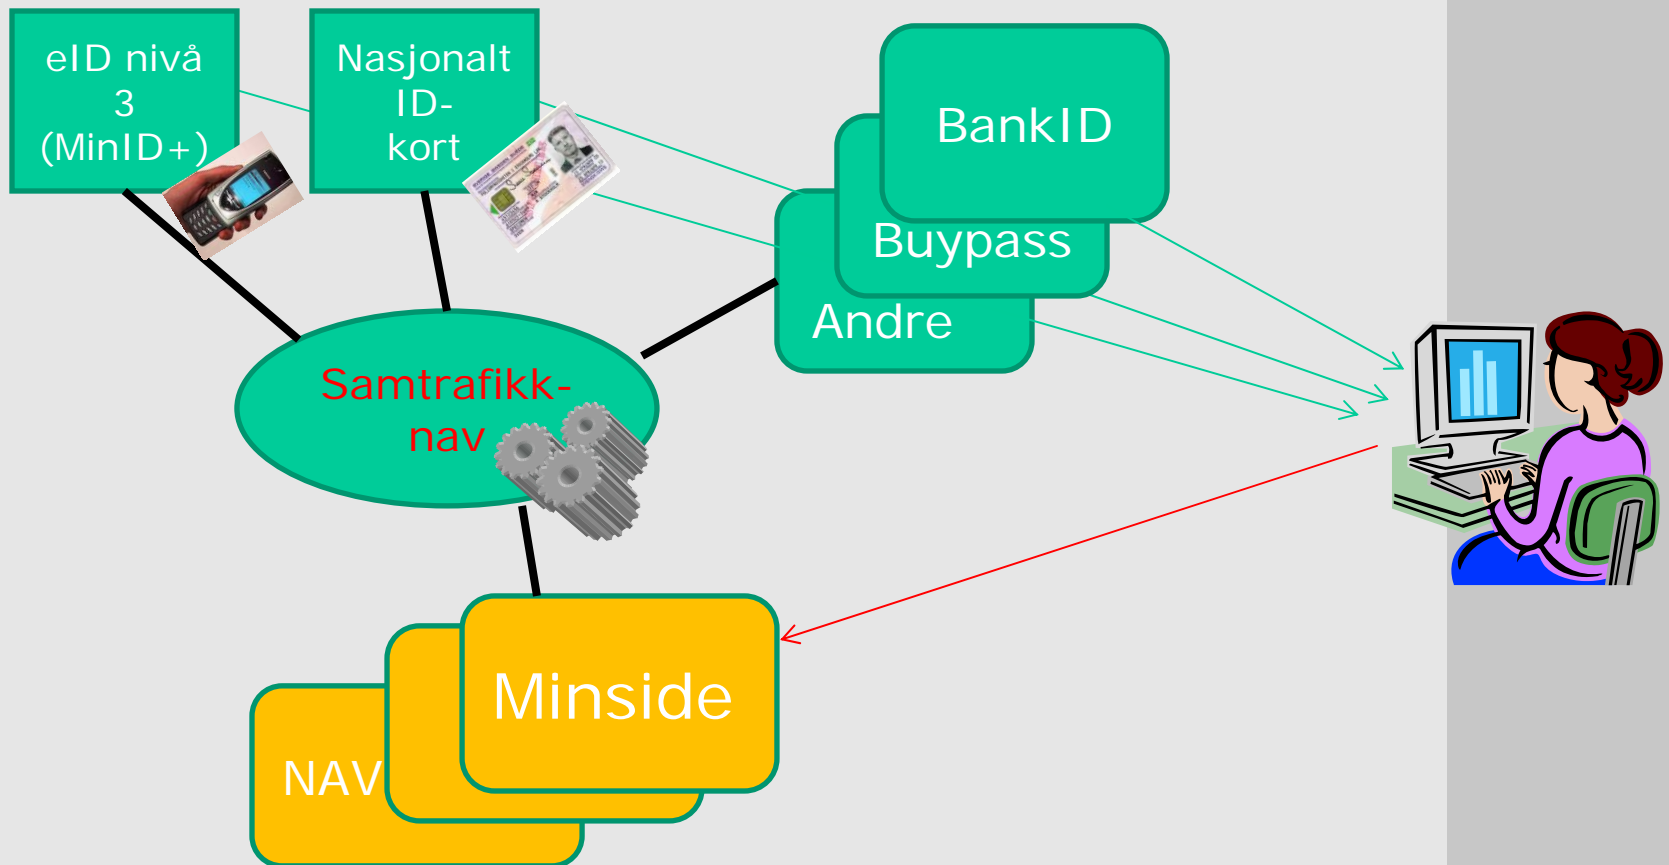 eID nivå
3
(MinID+)
Nasjonalt
ID-
kort
BankID
Buypass
Andre
Samtrafikk-
nav
Minside
NAV